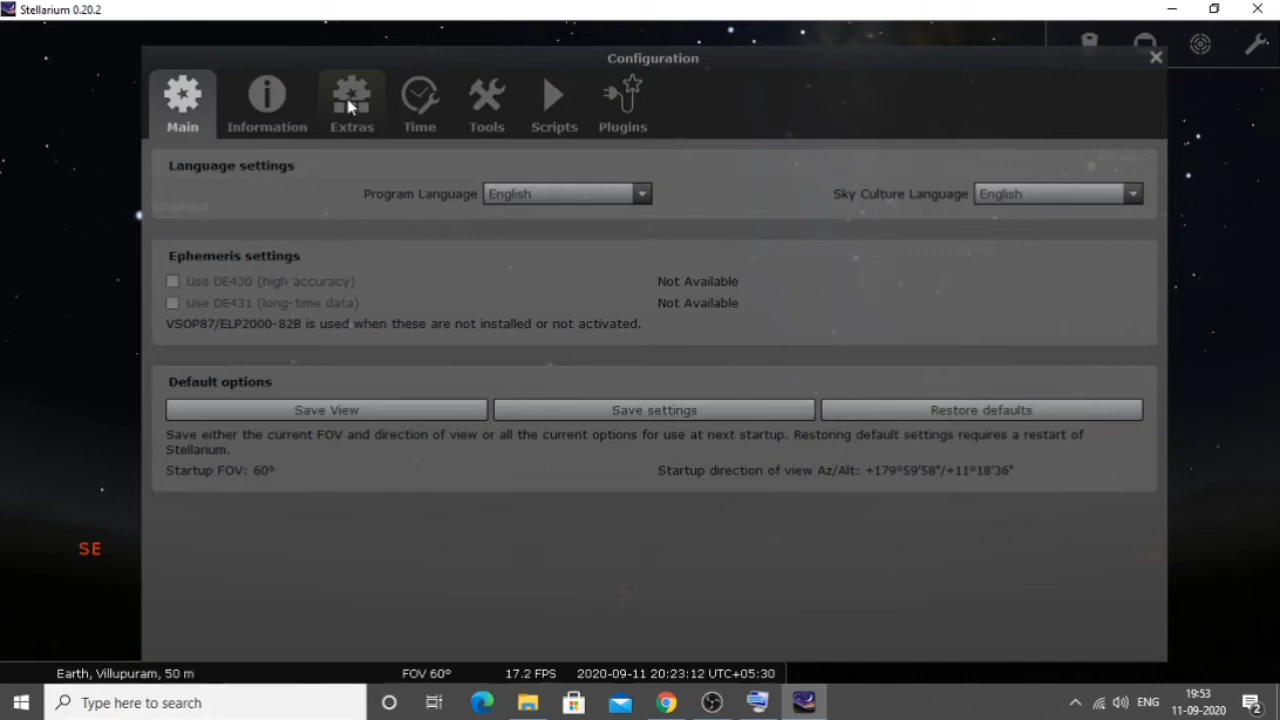 Stellarium 0.20.2
Configuration
Main Information Extras Time Tools Scripts Plugins
Language settings
Program Language English Sky Culture Language English
Ephemeris settings
Use DE430 (high accuracy) Not Available
Use DE431 (long-time data) Not Available
VSOP87/ELP2000-82B is used when these are not installed or not activated.
Default options
Save View Save settings Restore defaults
Save either the current FOV and direction of view or all the current options for use at next startup. Restoring default settings requires a restart of
Stellarium.
Startup FOV: 60° Startup direction of view Az/Alt: +179°59'58"/+11°18'36"
SE
Earth, Villupuram, 50 m FOV 60° 17.2 FPS 2020-09-11 20:23:12 UTC+05:30
Type here to search
ENG
19:53
11-09-2020
2